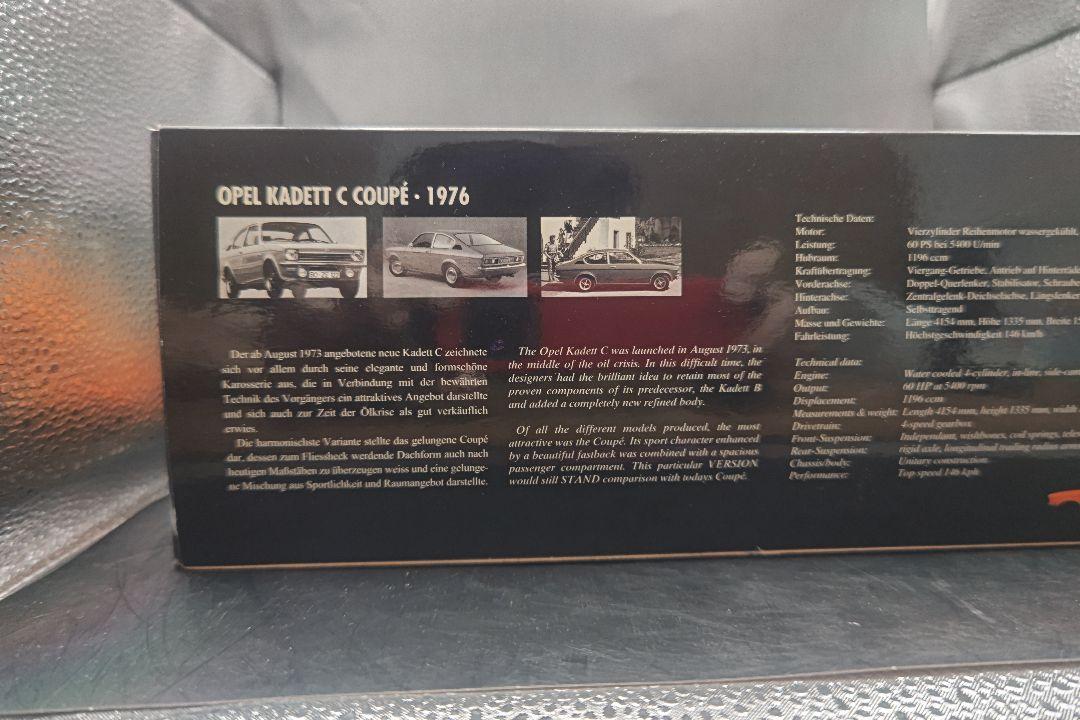 OPEL KADETT C COUPÉ · 1976
Der ab August 1973 angebotene neue Kadett C zeichnete
sich vor allem durch seine elegante und formschöne
Karosserie aus, die in Verbindung mit der bewährten
Technik des Vorgängers ein attraktives Angebot darstellte
und sich auch zur Zeit der Ölkrise als gut verkäuflich
erwies.
Die harmonischste Variante stellte das gelungene Coupé
dar, dessen zum Fliessheck werdende Dachform auch nach
heutigen Maßstäben zu überzeugen weiss und eine gelunge-
ne Mischung aus Sportlichkeit und Raumangebot darstellte.
The Opel Kadett C was launched in August 1973, in
the middle of the oil crisis. In this difficult time, the
designers had the brilliant idea to retain most of the
proven components of its predecessor, the Kadett B
and added a completely new refined body.
Of all the different models produced, the most
attractive was the Coupé. Its sport character enhanced
by a beautiful fastback was combined with a spacious
passenger compartment. This particular VERSION
would still STAND comparison with todays Coupé.
Technische Daten:
Motor: Vierzylinder Reihenmotor wassergekühlt,
Leistung: 60 PS bei 5400 U/min
Hubraum: 1196 ccm
Kraftübertragung: Viergang-Getriebe, Antrieb auf Hinterräde
Vorderachse: Doppel-Querlenker, Stabilisator, Schraube
Hinterachse: Zentralgelenk-Deichselachse, Längslenker
Aufbau: Selbsttragend
Masse und Gewichte: Länge 4154 mm, Höhe 1335 mm, Breite 15
Fahrleistung: Höchstgeschwindigkeit 146 km/h
Technical data:
Engine: Water cooled 4-cylinder, in-line, side-cam
Output: 60 HP at 5400 rpm
Displacement: 1196 ccm
Measurements & weight: Length 4154 mm, height 1335 mm, width
Drivetrain: 4-speed gearbox
Front-Suspension: Independant, wishbones, coil springs,
Rear-Suspension: rigid axle, longitudinal trailing
Chassis/body: Unitary construction
Performance: Top speed 146 kph